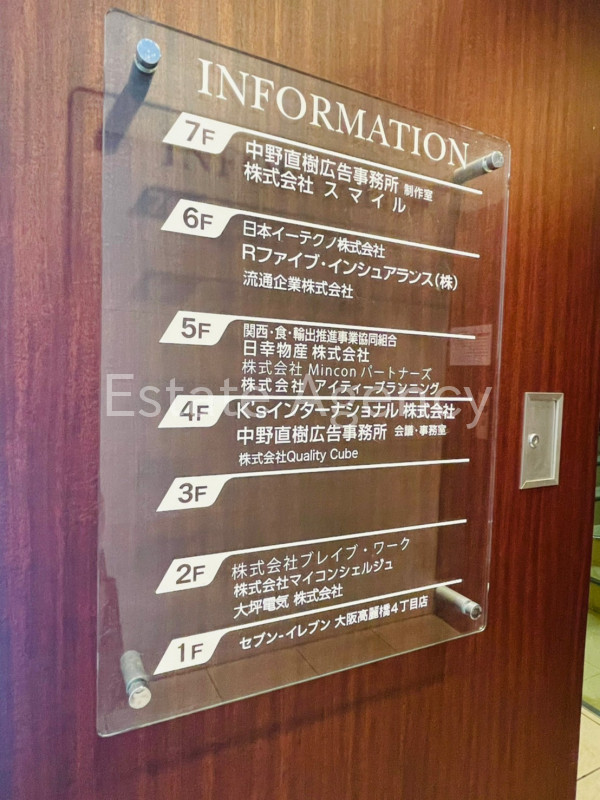 INFORMATION
7F
中野直樹広告事務所 制作室
株式会社 スマイル
6F
日本イーテクノ株式会社
Rファイブ・インシュアランス(株)
流通企業株式会社
5F
関西・食・輸出推進事業協同組合
日幸物産 株式会社
株式会社 Mincon パートナーズ
株式会社 アイティープランニング
4F
K'sインターナショナル 株式会社
中野直樹広告事務所 会議・事務室
株式会社Quality Cube
3F
2F
株式会社ブレイブ・ワーク
株式会社マイコンシェルジュ
大坪電気 株式会社
1F
セブン-イレブン 大阪高麗橋4丁目店
Estate Agency